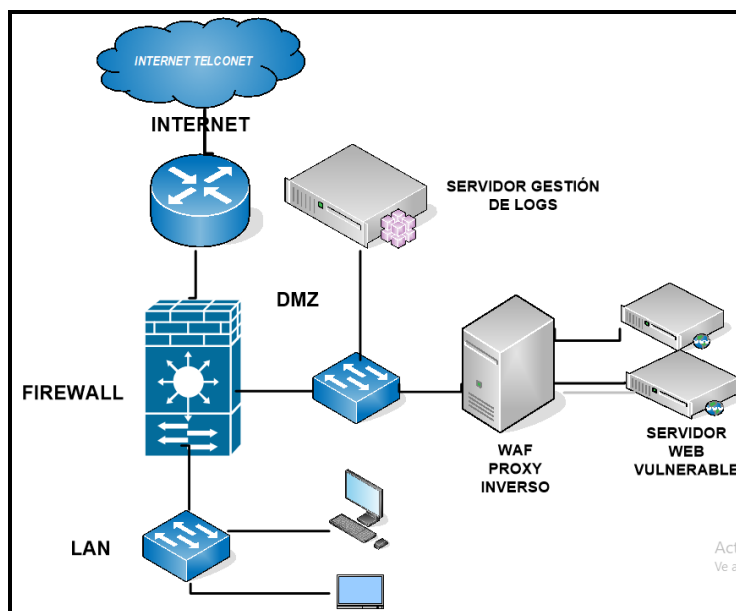 INTERNET TELCONET
INTERNET
SERVIDOR GESTIÓN
DE LOGS
DMZ
FIREWALL
WAF
PROXY
INVERSO
SERVIDOR
WEB
VULNERABLE
LAN
Act
Ve a